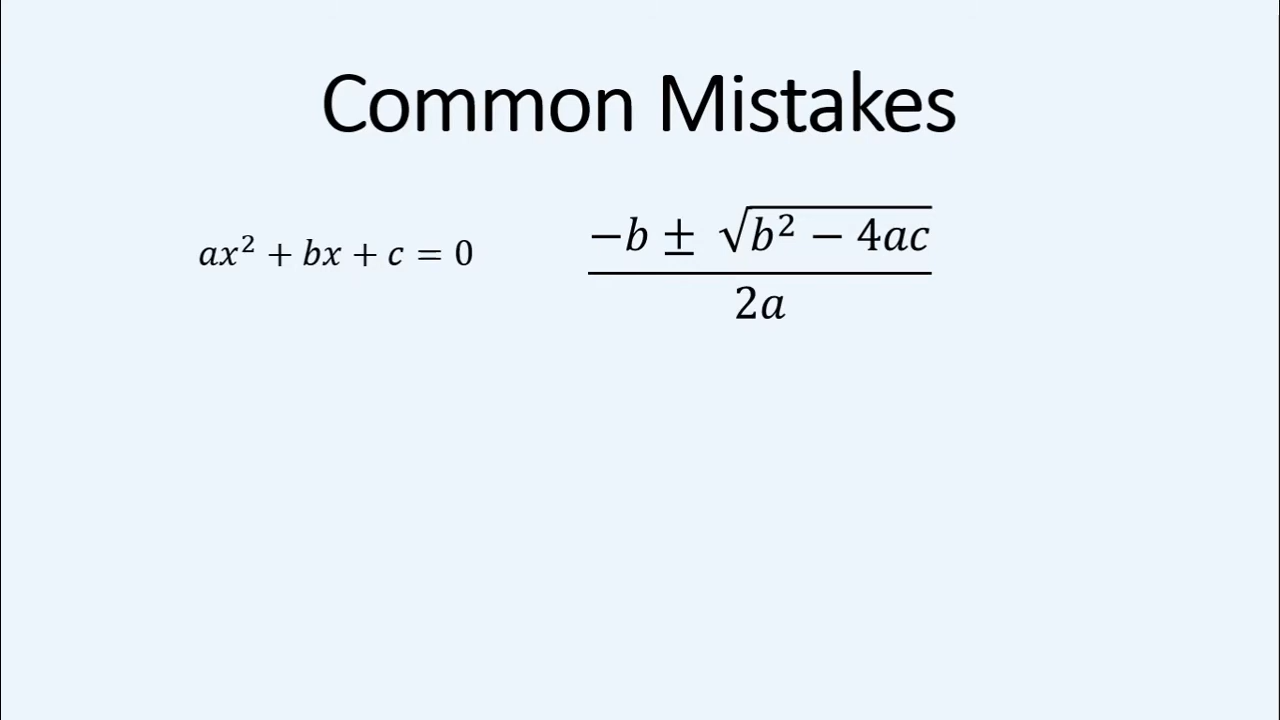 Common Mistakes
ax² + bx + c = 0
−b ± √b² − 4ac
2a